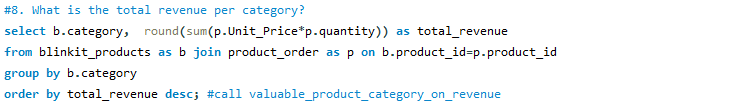 #8. What is the total revenue per category?
select b.category,  round(sum(p.Unit_Price*p.quantity)) as total_revenue
from blinkit_products as b join product_order as p on b.product_id=p.product_id
group by b.category
order by total_revenue desc; #call valuable_product_category_on_revenue